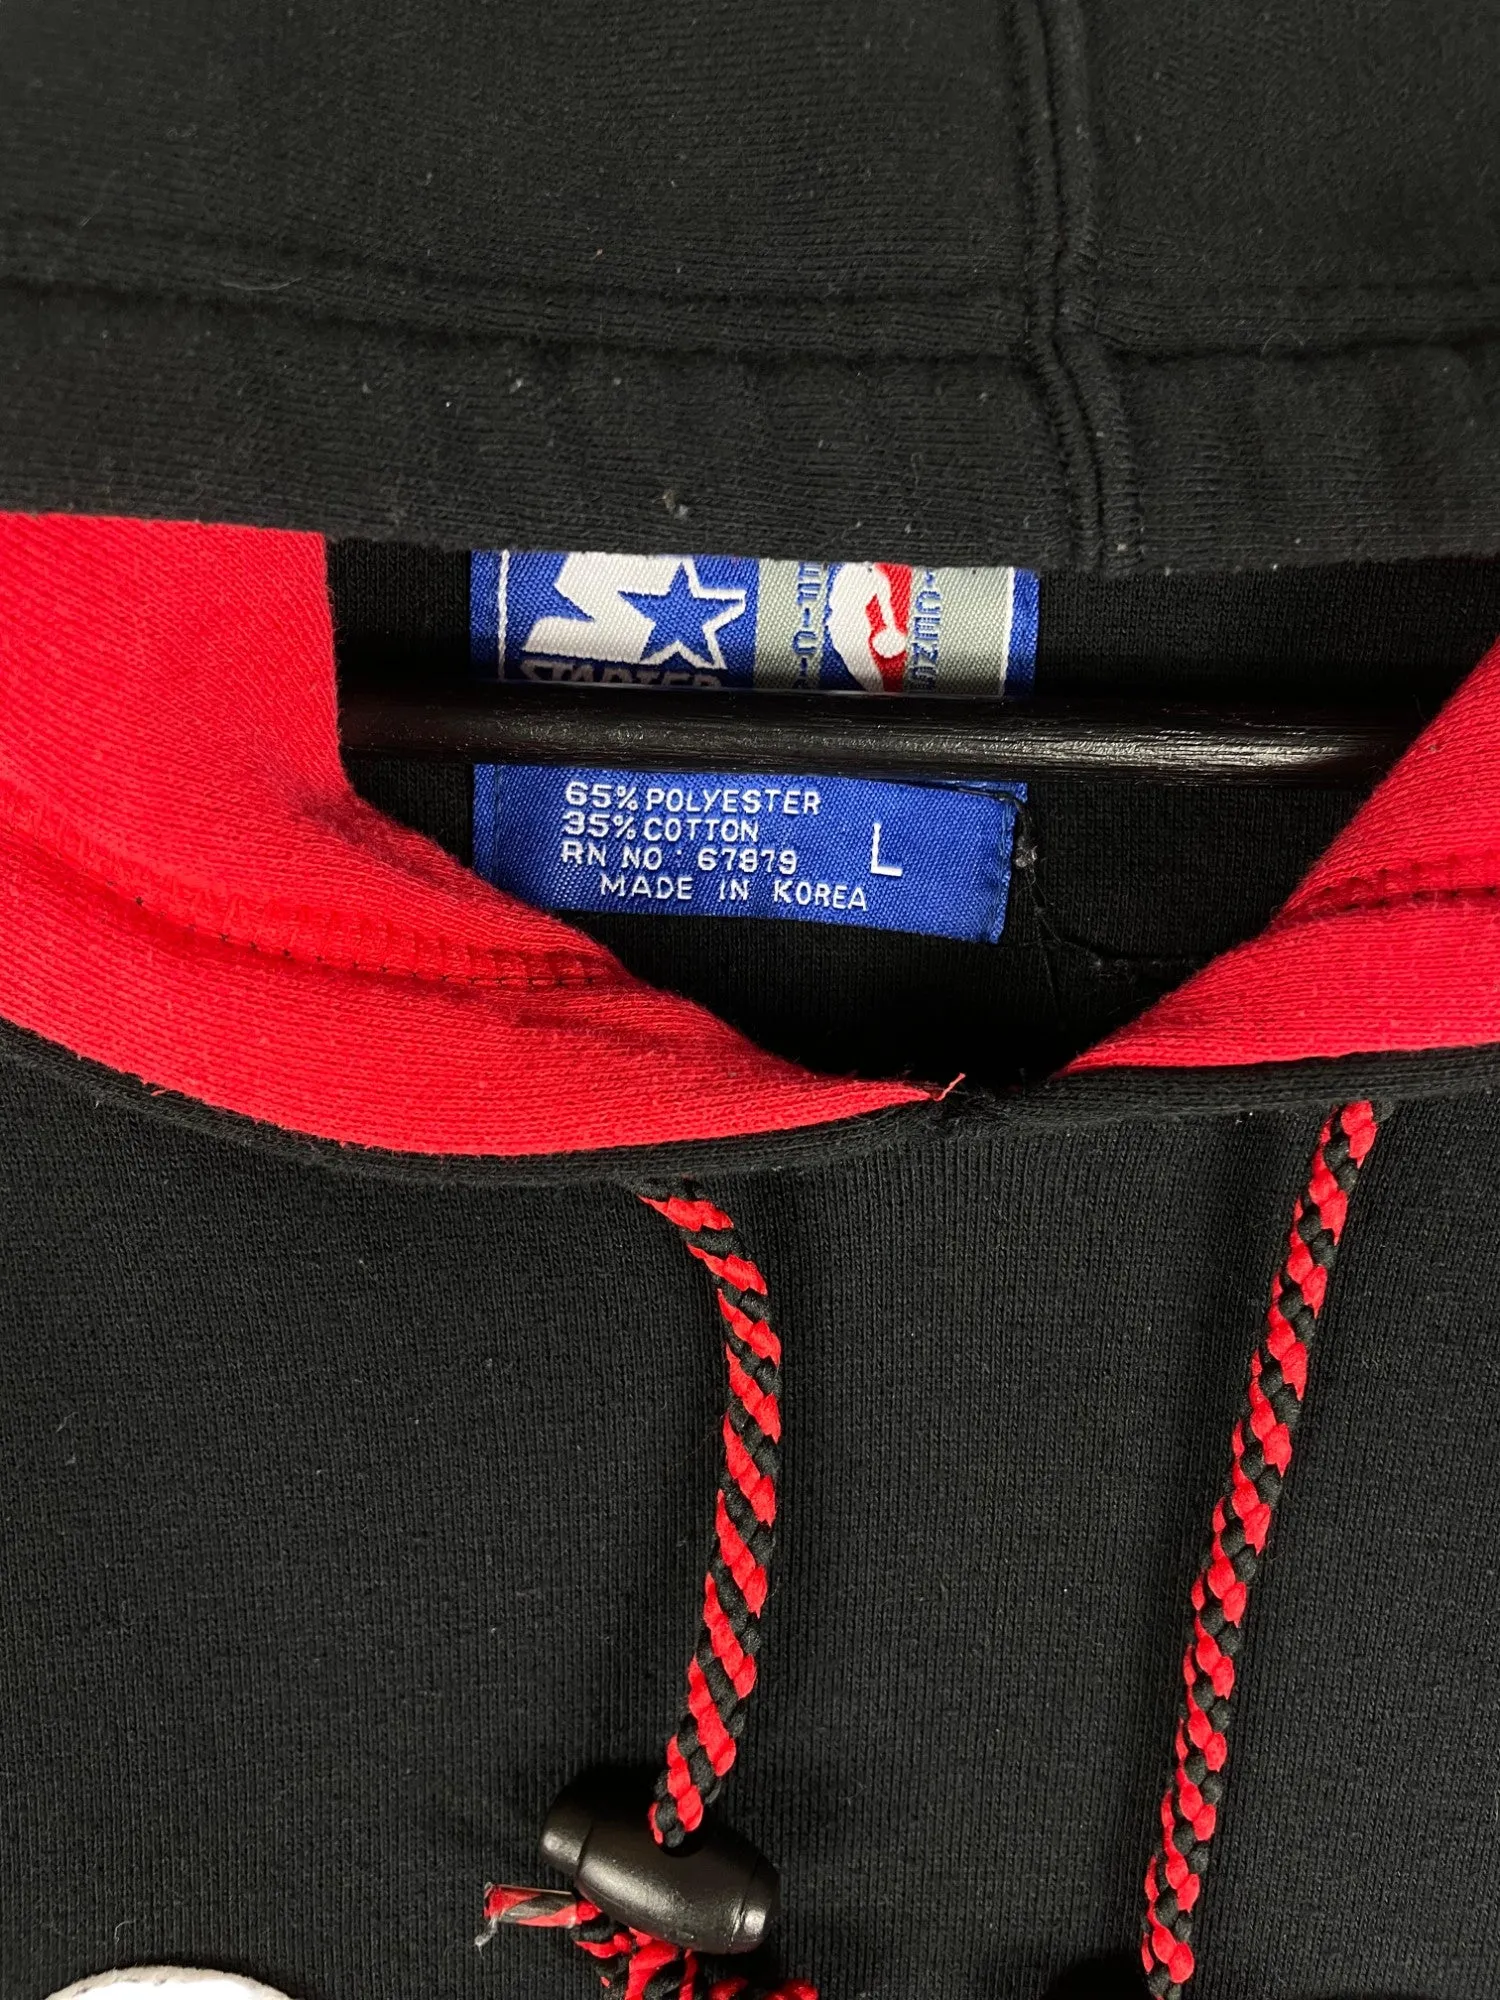 STARTER
65% POLYESTER
35% COTTON
RN NO : 67879
MADE IN KOREA
L